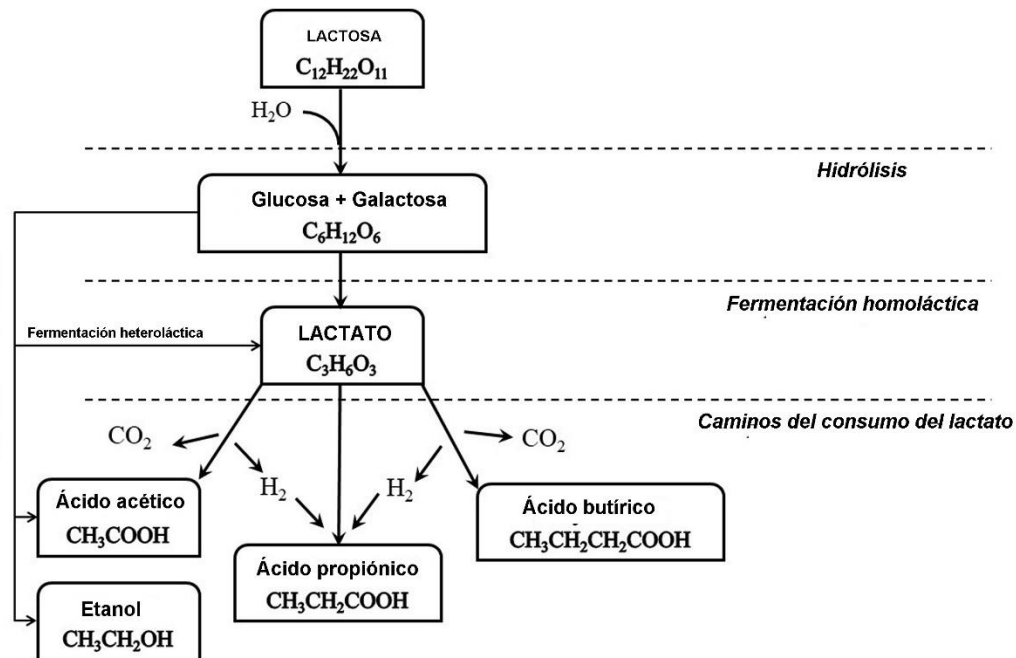 LACTOSA
C₁₂H₂₂O₁₁
H₂O
Hidrólisis
Glucosa + Galactosa
C₆H₁₂O₆
Fermentación homoláctica
Fermentación heteroláctica
LACTATO
C₃H₆O₃
Caminos del consumo del lactato
CO₂
CO₂
H₂
H₂
Ácido acético
CH₃COOH
Ácido butírico
CH₃CH₂CH₂COOH
Ácido propiónico
CH₃CH₂COOH
Etanol
CH₃CH₂OH